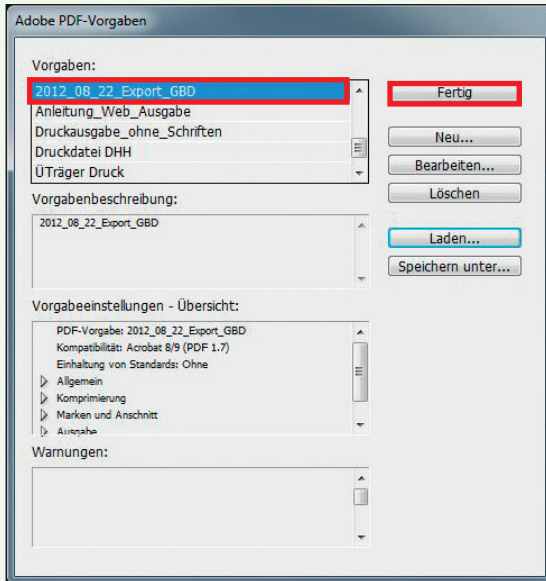 Adobe PDF-Vorgaben
Vorgaben:
2012_08_22_Export_GBD
Anleitung_Web_Ausgabe
Druckausgabe_ohne_Schriften
Druckdatei DHH
ÜTräger Druck
Fertig
Neu...
Bearbeiten...
Löschen
Laden...
Speichern unter...
Vorgabenbeschreibung:
2012_08_22_Export_GBD
Vorgabeeinstellungen - Übersicht:
PDF-Vorgabe: 2012_08_22_Export_GBD
Kompatibilität: Acrobat 8/9 (PDF 1.7)
Einhaltung von Standards: Ohne
Allgemein
Komprimierung
Marken und Anschnitt
Ausgabe
Warnungen: